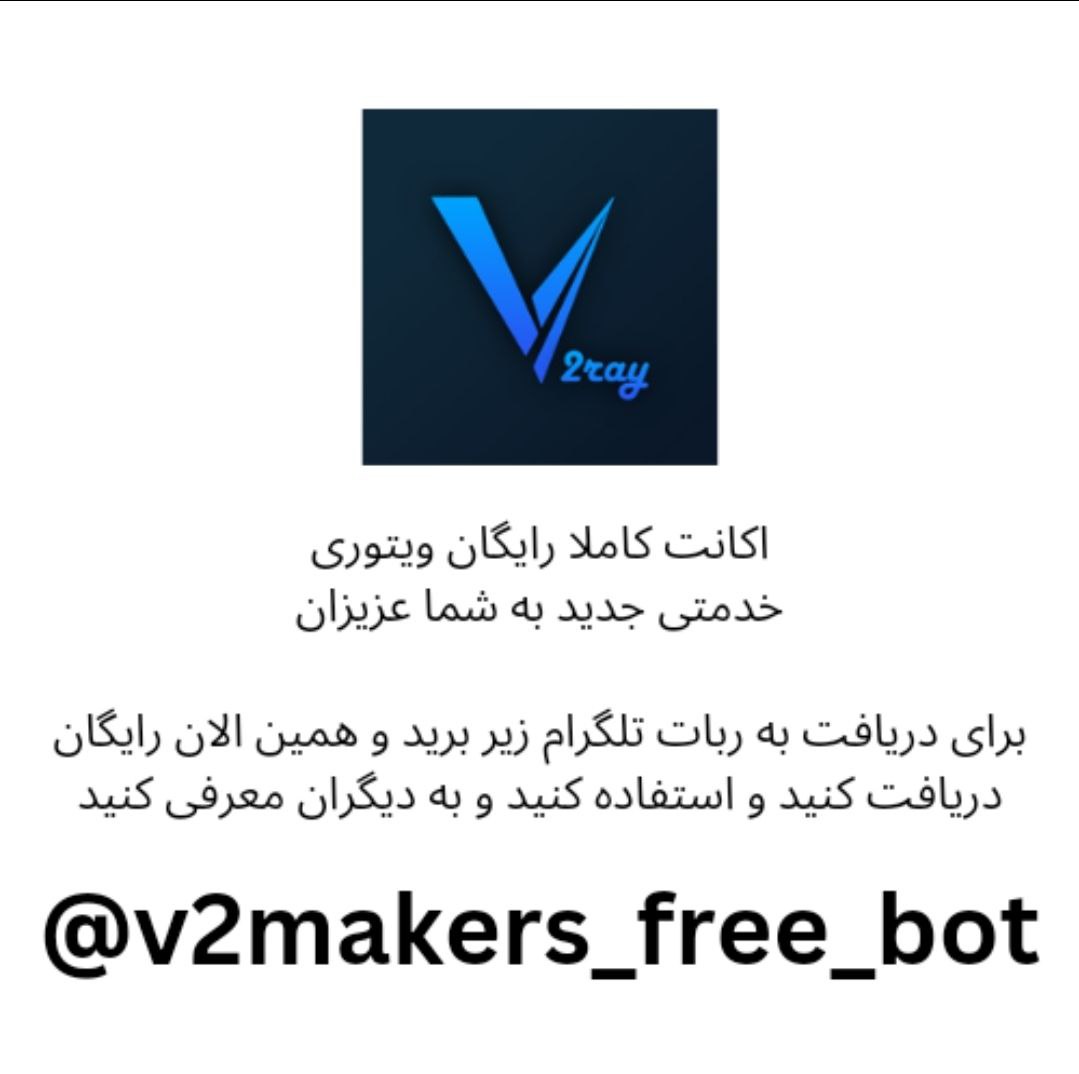 V2ray
اکانت کاملا رایگان ویتوری
خدمتی جدید به شما عزیزان
برای دریافت به ربات تلگرام زیر برید و همین الان رایگان
دریافت کنید و استفاده کنید و به دیگران معرفی کنید
@v2makers_free_bot